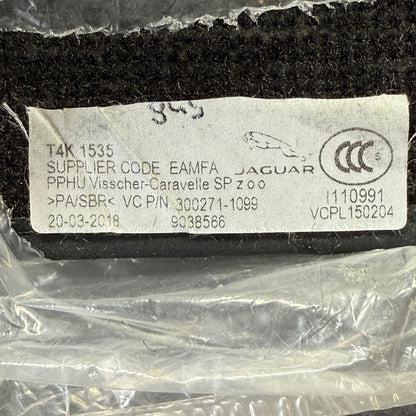 T4K 1535
SUPPLIER CODE EAMFA
PPHU Visscher-Caravelle SP z o o
>PA/SBR< VC P/N 300271-1099
20-03-2018 9038566
JAGUAR
CCC
I110991
VCPL150204